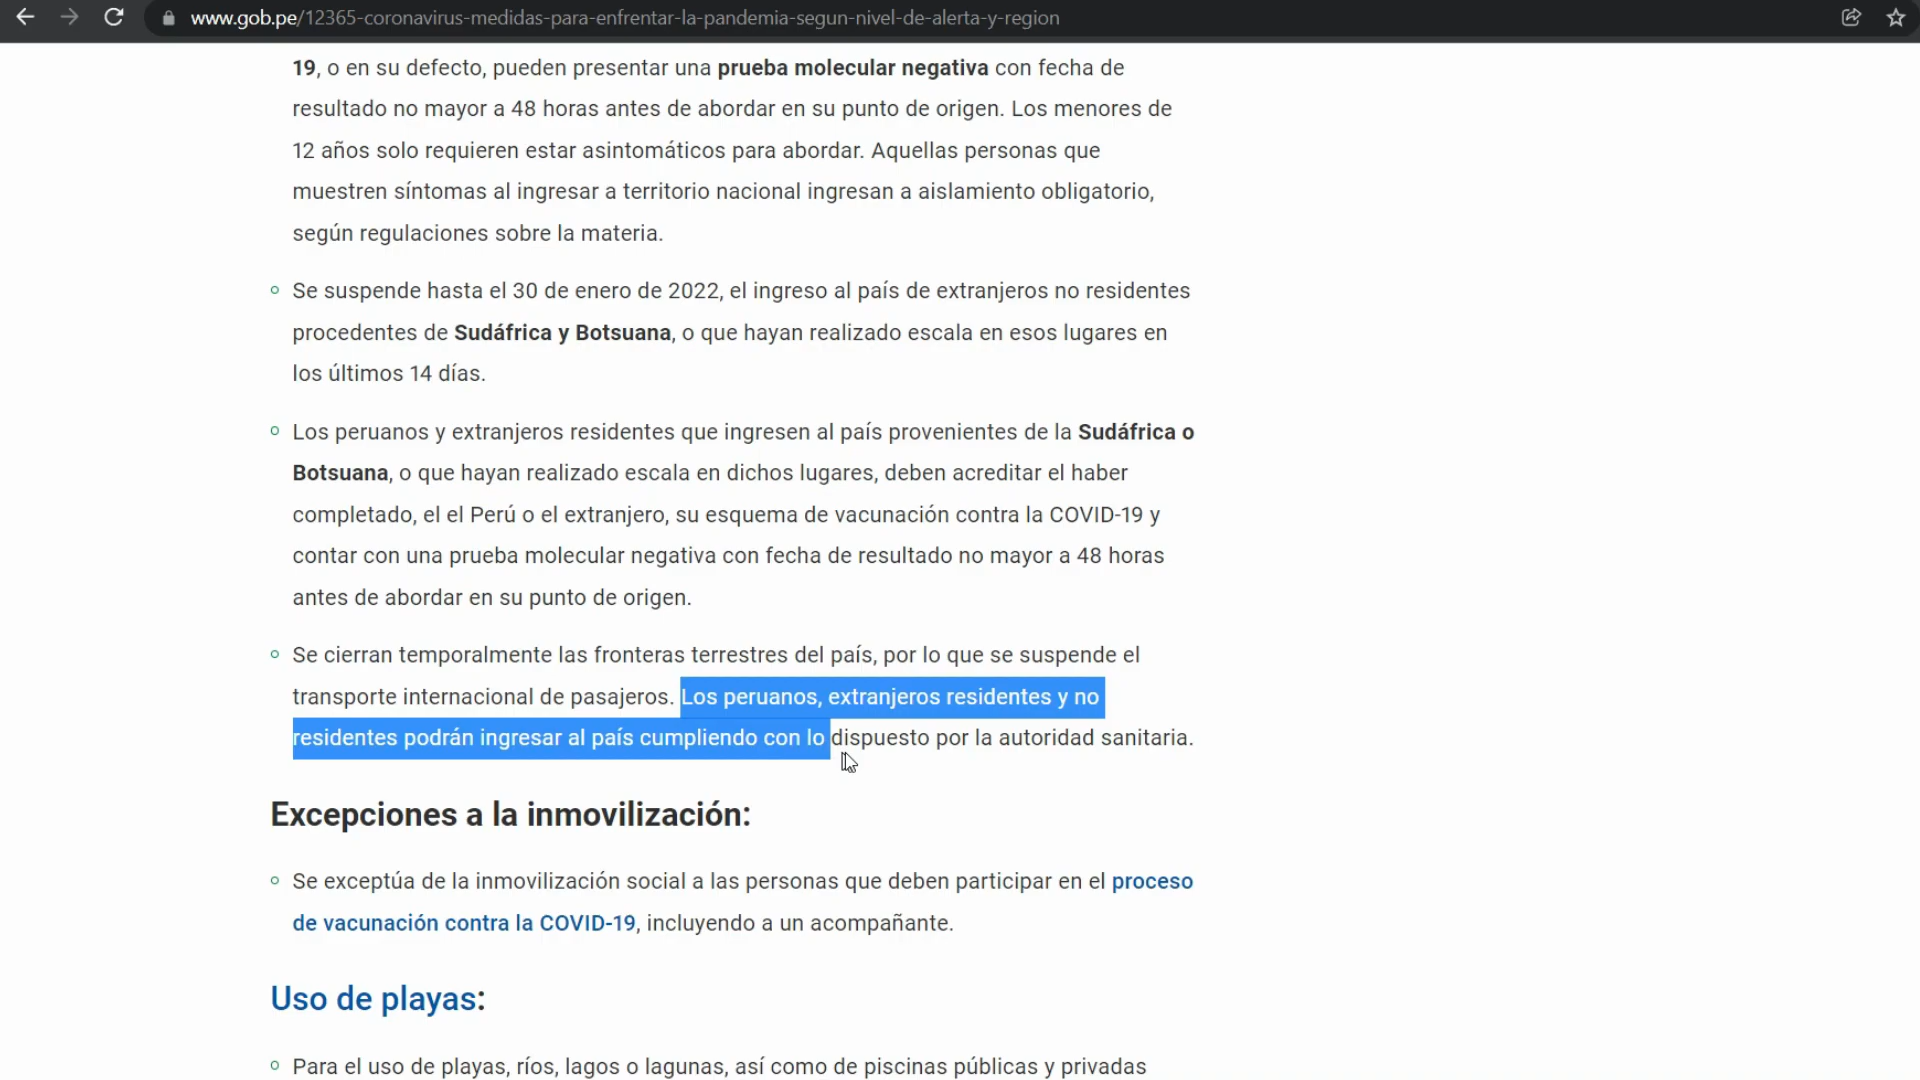 www.gob.pe/12365-coronavirus-medidas-para-enfrentar-la-pandemia-segun-nivel-de-alerta-y-region
19, o en su defecto, pueden presentar una prueba molecular negativa con fecha de
resultado no mayor a 48 horas antes de abordar en su punto de origen. Los menores de
12 años solo requieren estar asintomáticos para abordar. Aquellas personas que
muestren síntomas al ingresar a territorio nacional ingresan a aislamiento obligatorio,
según regulaciones sobre la materia.
Se suspende hasta el 30 de enero de 2022, el ingreso al país de extranjeros no residentes
procedentes de Sudáfrica y Botsuana, o que hayan realizado escala en esos lugares en
los últimos 14 días.
Los peruanos y extranjeros residentes que ingresen al país provenientes de la Sudáfrica o
Botsuana, o que hayan realizado escala en dichos lugares, deben acreditar el haber
completado, el el Perú o el extranjero, su esquema de vacunación contra la COVID-19 y
contar con una prueba molecular negativa con fecha de resultado no mayor a 48 horas
antes de abordar en su punto de origen.
Se cierran temporalmente las fronteras terrestres del país, por lo que se suspende el
transporte internacional de pasajeros. Los peruanos, extranjeros residentes y no
residentes podrán ingresar al país cumpliendo con lo dispuesto por la autoridad sanitaria.
Excepciones a la inmovilización:
Se exceptúa de la inmovilización social a las personas que deben participar en el proceso
de vacunación contra la COVID-19, incluyendo a un acompañante.
Uso de playas:
Para el uso de playas, ríos, lagos o lagunas, así como de piscinas públicas y privadas